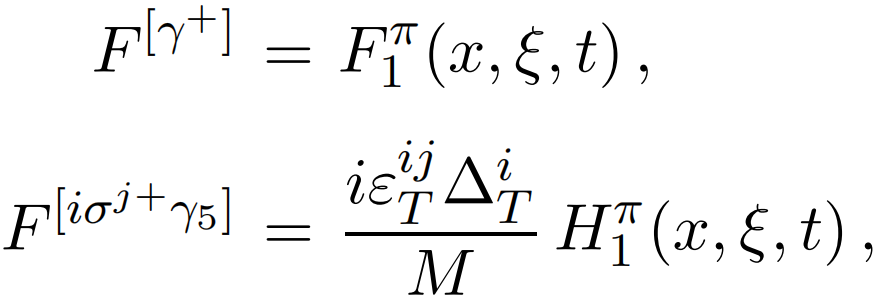 $F^{[\gamma^+]} = F_1^{\pi}(x, \xi, t)\,,$
$F^{[i\sigma^{j+}\gamma_5]} = \frac{i\varepsilon_T^{ij}\Delta_T^i}{M}\, H_1^{\pi}(x, \xi, t)\,,$